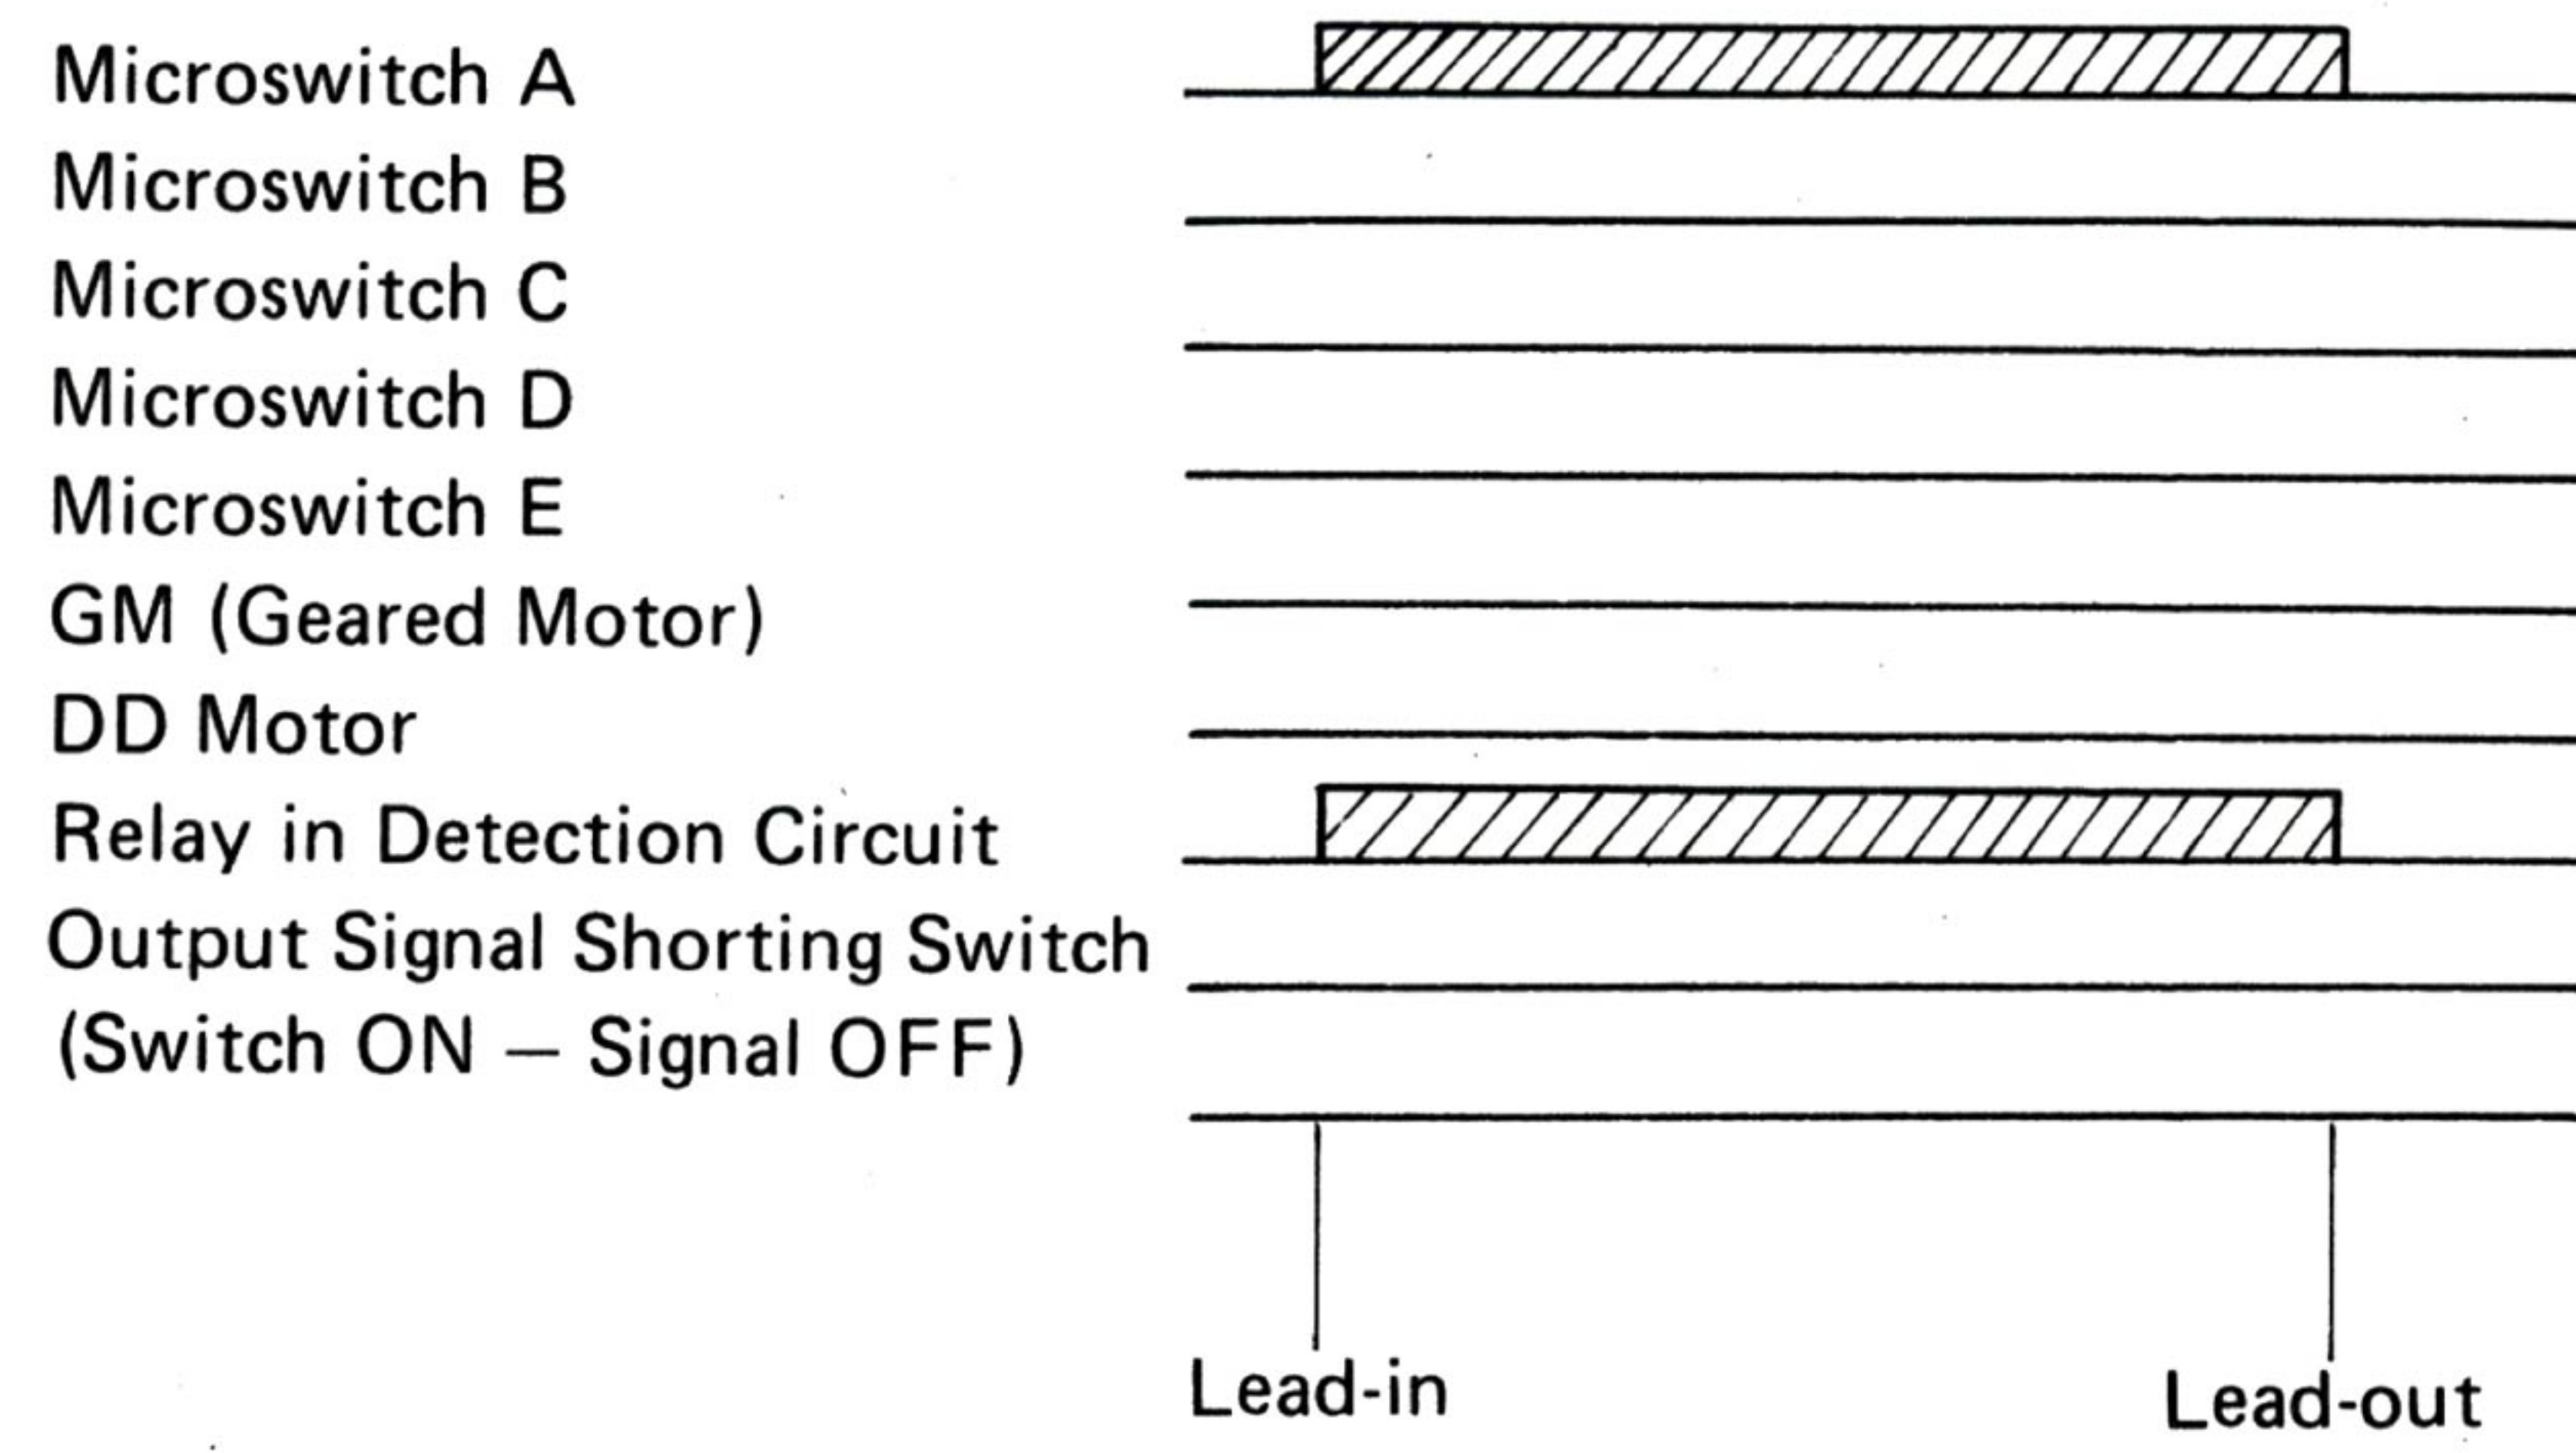 Microswitch A
Microswitch B
Microswitch C
Microswitch D
Microswitch E
GM (Geared Motor)
DD Motor
Relay in Detection Circuit
Output Signal Shorting Switch
(Switch ON — Signal OFF)
Lead-in
Lead-out